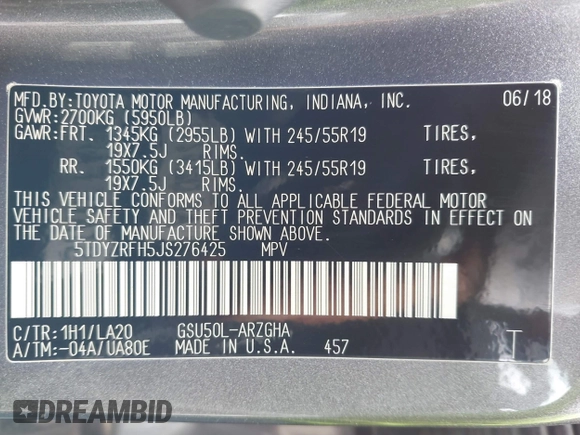 MFD.BY:TOYOTA MOTOR MANUFACTURING, INDIANA, INC. 06/18
GVWR: 2700KG (5950LB)
GAWR:FRT. 1345KG (2955LB) WITH 245/55R19 TIRES,
19X7.5J RIMS.
RR. 1550KG (3415LB) WITH 245/55R19 TIRES,
19X7.5J RIMS.
THIS VEHICLE CONFORMS TO ALL APPLICABLE FEDERAL MOTOR
VEHICLE SAFETY AND THEFT PREVENTION STANDARDS IN EFFECT ON
THE DATE OF MANUFACTURE SHOWN ABOVE.
5TDYZRFH5JS276425 MPV
C/TR:1H1/LA20 GSU50L-ARZGHA
A/TM:-04A/UA80E MADE IN U.S.A. 457 T
DREAMBID